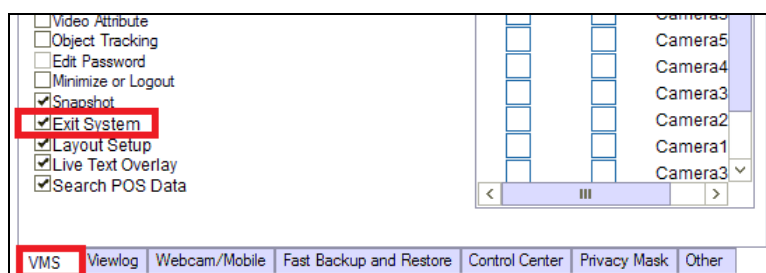 Video Attribute
Object Tracking
Edit Password
Minimize or Logout
Snapshot
Exit System
Layout Setup
Live Text Overlay
Search POS Data
Camera5
Camera4
Camera3
Camera2
Camera1
Camera3
VMS Viewlog Webcam/Mobile Fast Backup and Restore Control Center Privacy Mask Other